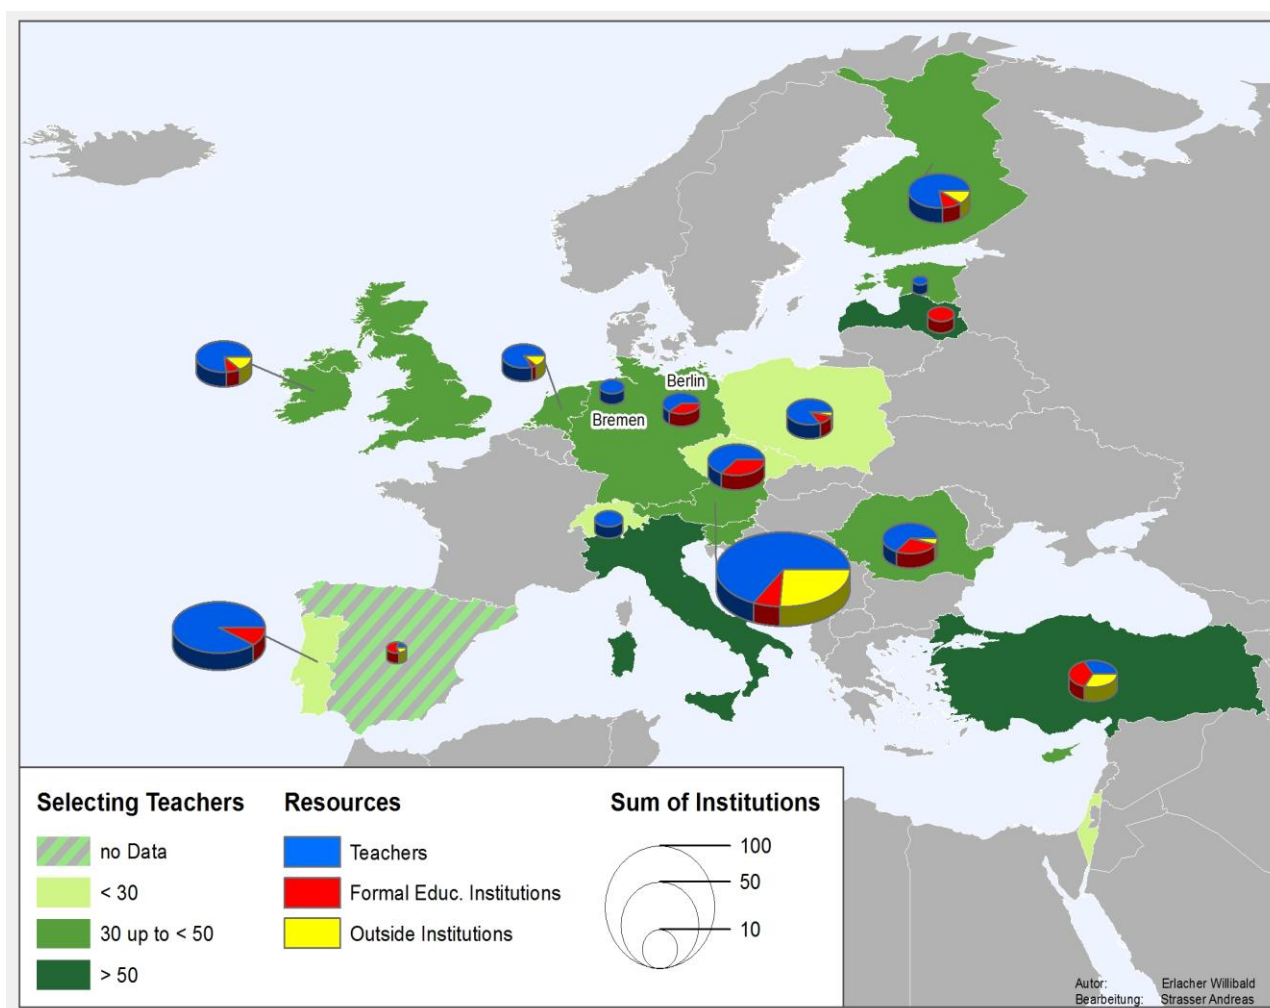 Berlin
Bremen
Selecting Teachers
no Data
< 30
30 up to < 50
> 50
Resources
Teachers
Formal Educ. Institutions
Outside Institutions
Sum of Institutions
100
50
10
Autor: Erlacher Willibald
Bearbeitung: Strasser Andreas